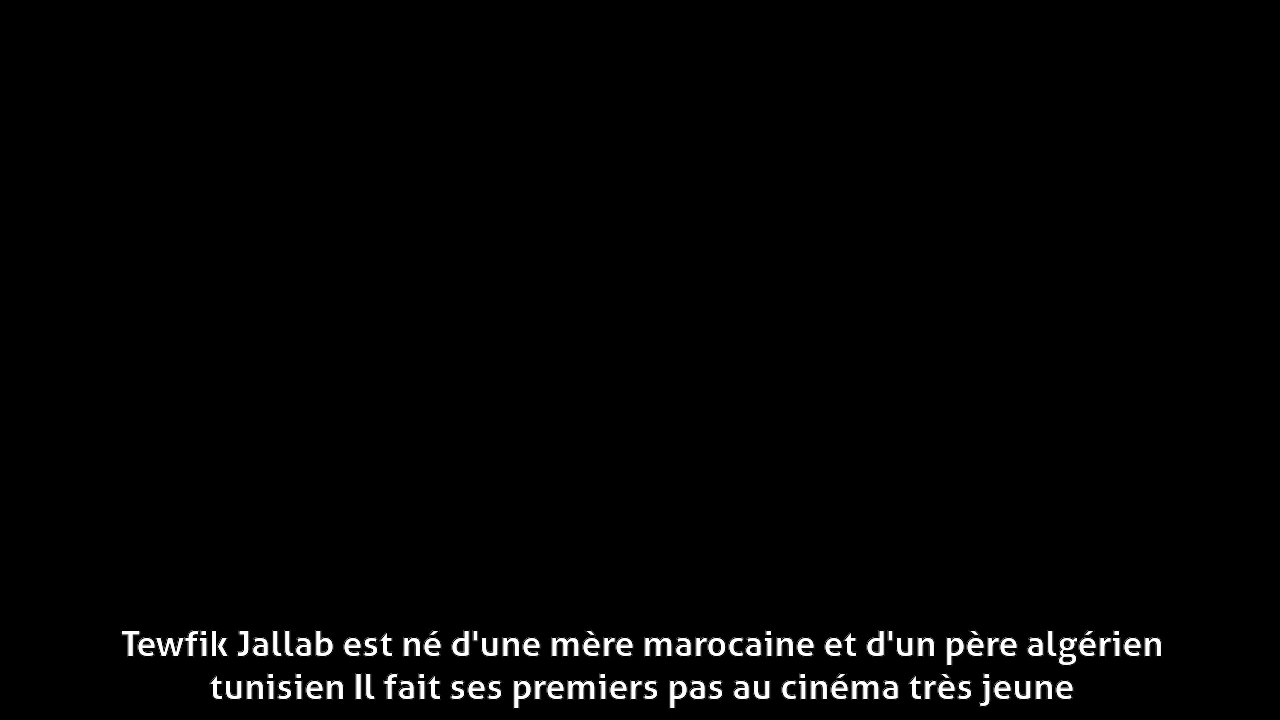 Tewfik Jallab est né d'une mère marocaine et d'un père algérien
tunisien Il fait ses premiers pas au cinéma très jeune